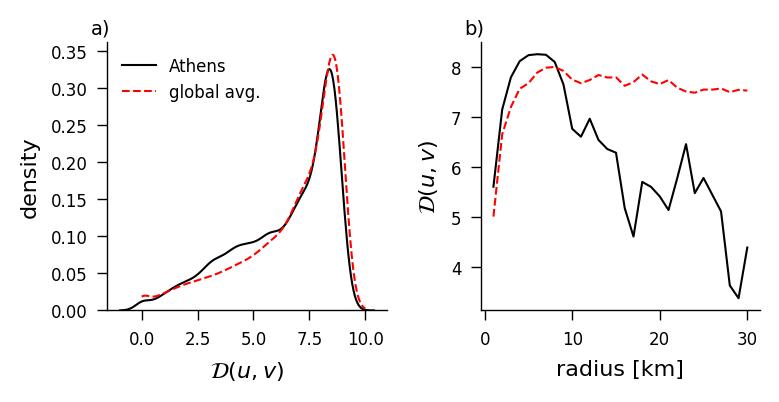 a)
0.35
0.30
0.25
0.20
0.15
0.10
0.05
0.00
density
Athens
global avg.
0.0 2.5 5.0 7.5 10.0
𝒟(u, v)
b)
8
7
6
5
4
𝒟(u, v)
0 10 20 30
radius [km]